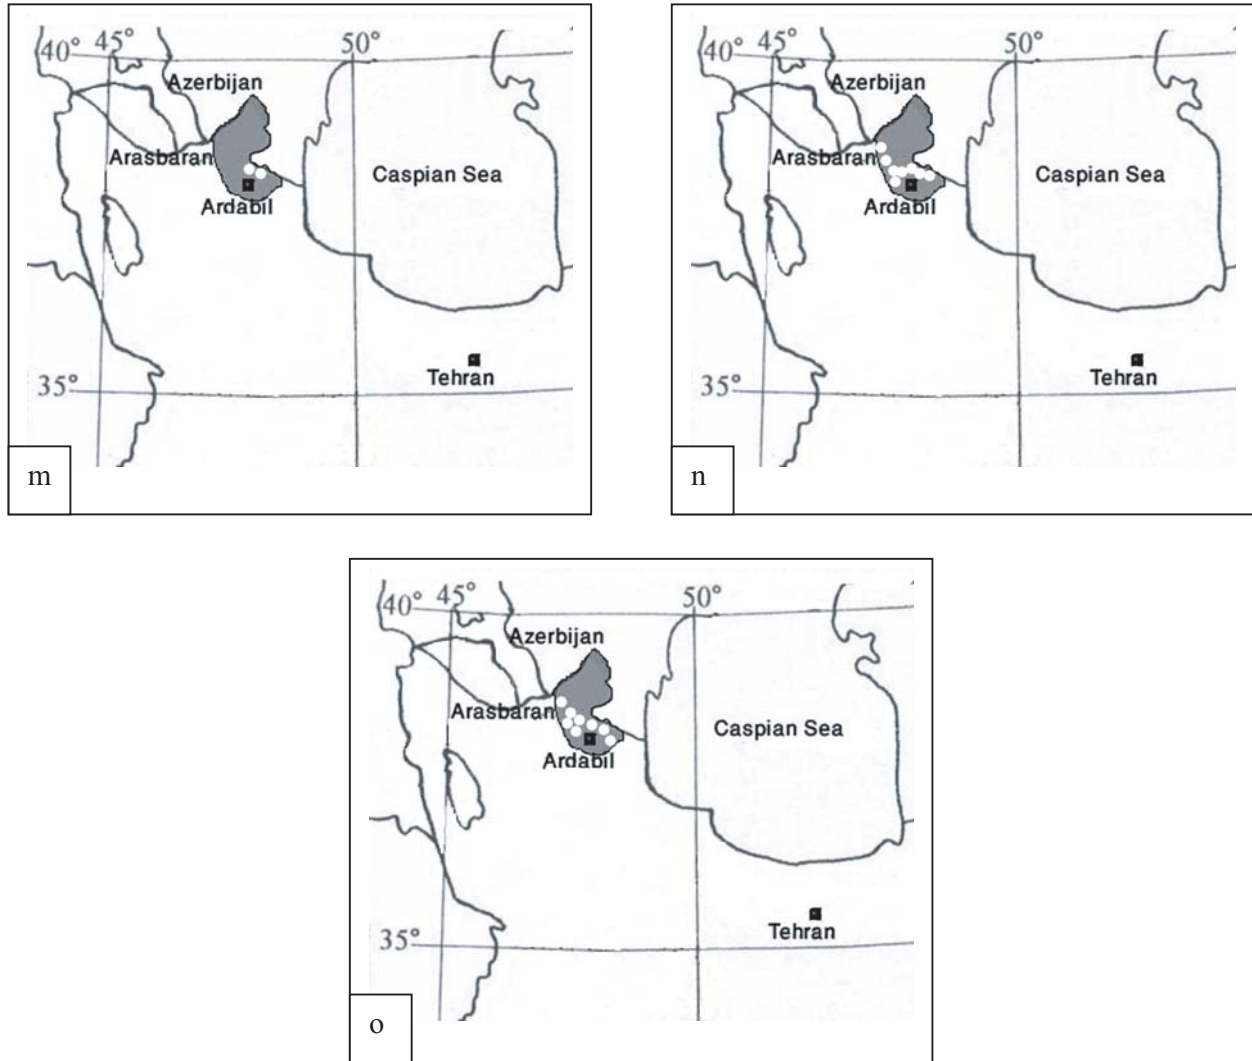 40° 45° 50°
Azerbijan
Arasbaran
Caspian Sea
Ardabil
Tehran
35°
m
40° 45° 50°
Azerbijan
Arasbaran
Caspian Sea
Ardabil
Tehran
35°
n
40° 45° 50°
Azerbijan
Arasbaran
Caspian Sea
Ardabil
Tehran
35°
o